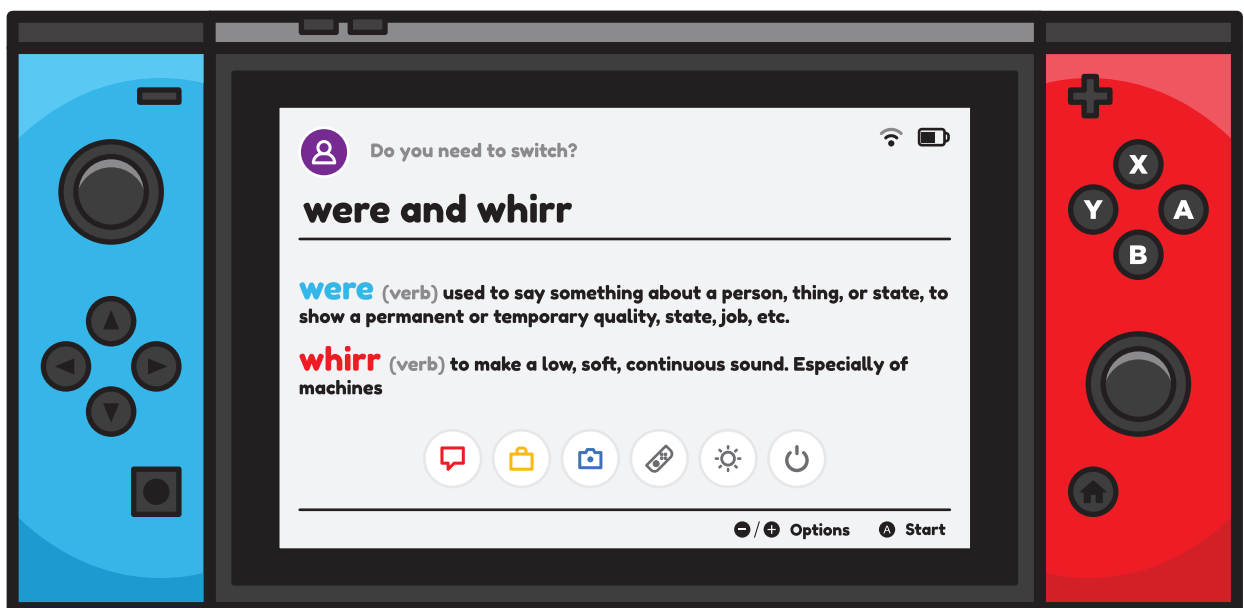 Do you need to switch?
were and whirr
were (verb) used to say something about a person, thing, or state, to
show a permanent or temporary quality, state, job, etc.
whirr (verb) to make a low, soft, continuous sound. Especially of
machines
X
Y A
B
-/+ Options A Start